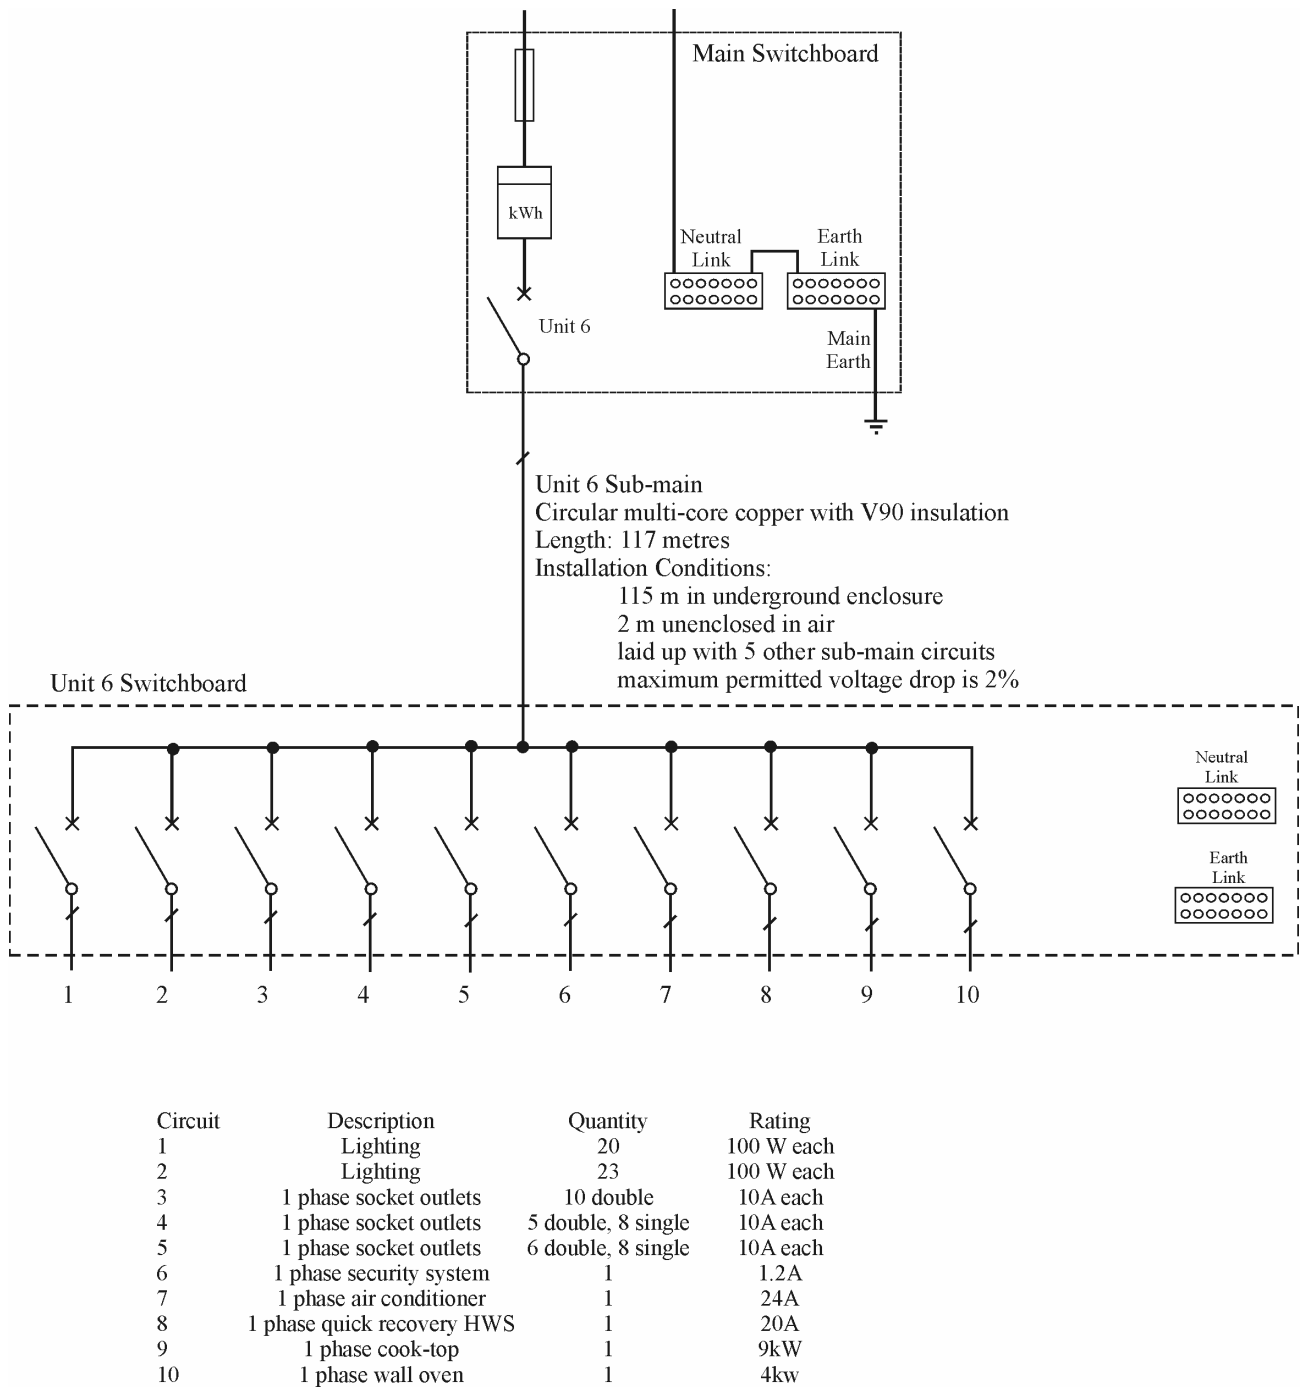 Main Switchboard
kWh
Neutral
Link
Earth
Link
Unit 6
Main
Earth
Unit 6 Sub-main
Circular multi-core copper with V90 insulation
Length: 117 metres
Installation Conditions:
115 m in underground enclosure
2 m unenclosed in air
laid up with 5 other sub-main circuits
maximum permitted voltage drop is 2%
Unit 6 Switchboard
Neutral
Link
Earth
Link
1 2 3 4 5 6 7 8 9 10
Circuit Description Quantity Rating
1 Lighting 20 100 W each
2 Lighting 23 100 W each
3 1 phase socket outlets 10 double 10A each
4 1 phase socket outlets 5 double, 8 single 10A each
5 1 phase socket outlets 6 double, 8 single 10A each
6 1 phase security system 1 1.2A
7 1 phase air conditioner 1 24A
8 1 phase quick recovery HWS 1 20A
9 1 phase cook-top 1 9kW
10 1 phase wall oven 1 4kw